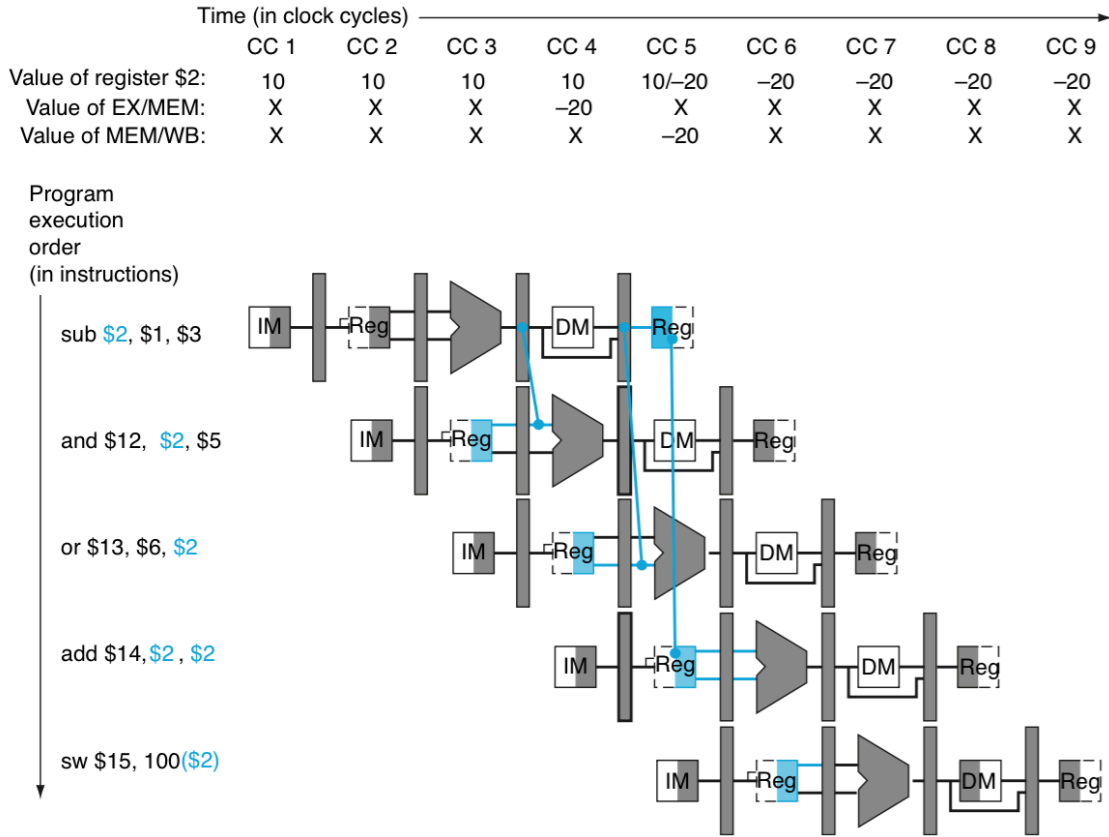 Time (in clock cycles)
CC 1 CC 2 CC 3 CC 4 CC 5 CC 6 CC 7 CC 8 CC 9
Value of register $2: 10 10 10 10 10/–20 –20 –20 –20 –20
Value of EX/MEM: X X X –20 X X X X X
Value of MEM/WB: X X X X –20 X X X X
Program
execution
order
(in instructions)
sub $2, $1, $3 IM Reg DM Reg
and $12, $2, $5 IM Reg DM Reg
or $13, $6, $2 IM Reg DM Reg
add $14,$2 , $2 IM Reg DM Reg
sw $15, 100($2) IM Reg DM Reg